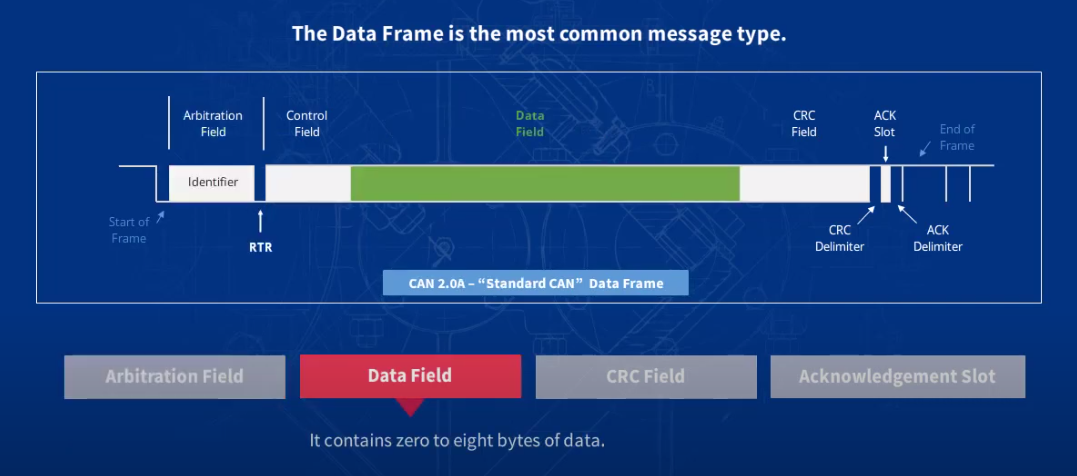 The Data Frame is the most common message type.
Arbitration
Field
Control
Field
Data
Field
CRC
Field
ACK
Slot
End of
Frame
Identifier
Start of
Frame
RTR
CRC
Delimiter
ACK
Delimiter
CAN 2.0A – “Standard CAN” Data Frame
Arbitration Field
Data Field
CRC Field
Acknowledgement Slot
It contains zero to eight bytes of data.